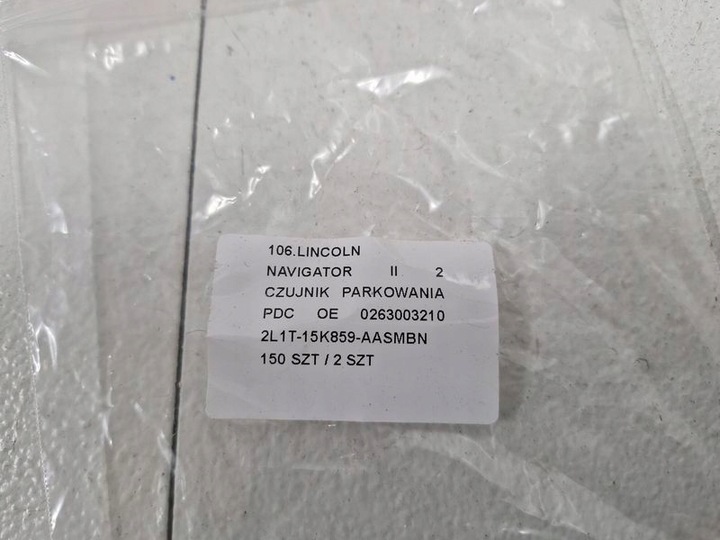 106.LINCOLN
NAVIGATOR II 2
CZUJNIK PARKOWANIA
PDC OE 0263003210
2L1T-15K859-AASMBN
150 SZT / 2 SZT